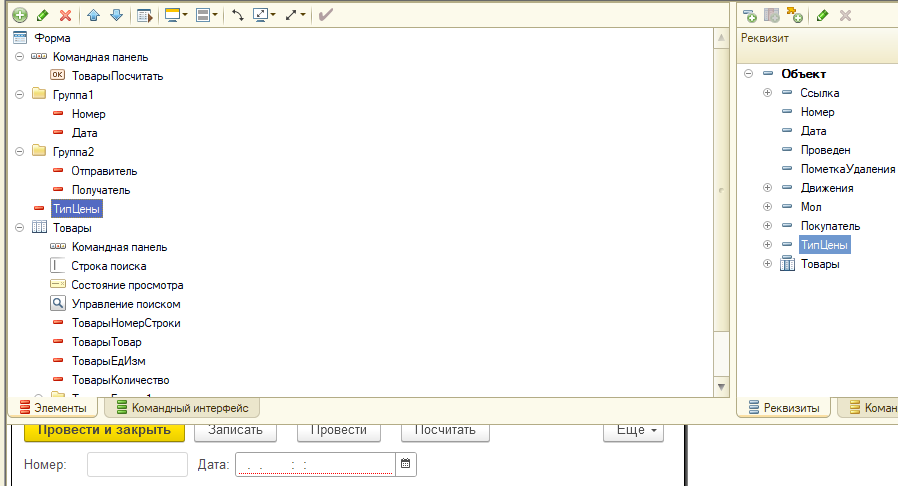 Форма
Командная панель
OK ТоварыПосчитать
Группа1
Номер
Дата
Группа2
Отправитель
Получатель
ТипЦены
Товары
Командная панель
Строка поиска
Состояние просмотра
Управление поиском
ТоварыНомерСтроки
ТоварыТовар
ТоварыЕдИзм
ТоварыКоличество
Элементы
Командный интерфейс
Реквизит
Объект
Ссылка
Номер
Дата
Проведен
ПометкаУдаления
Движения
Мол
Покупатель
ТипЦены
Товары
Реквизиты
Коман
Провести и закрыть Записать Провести Посчитать Еще
Номер: Дата: . . : :